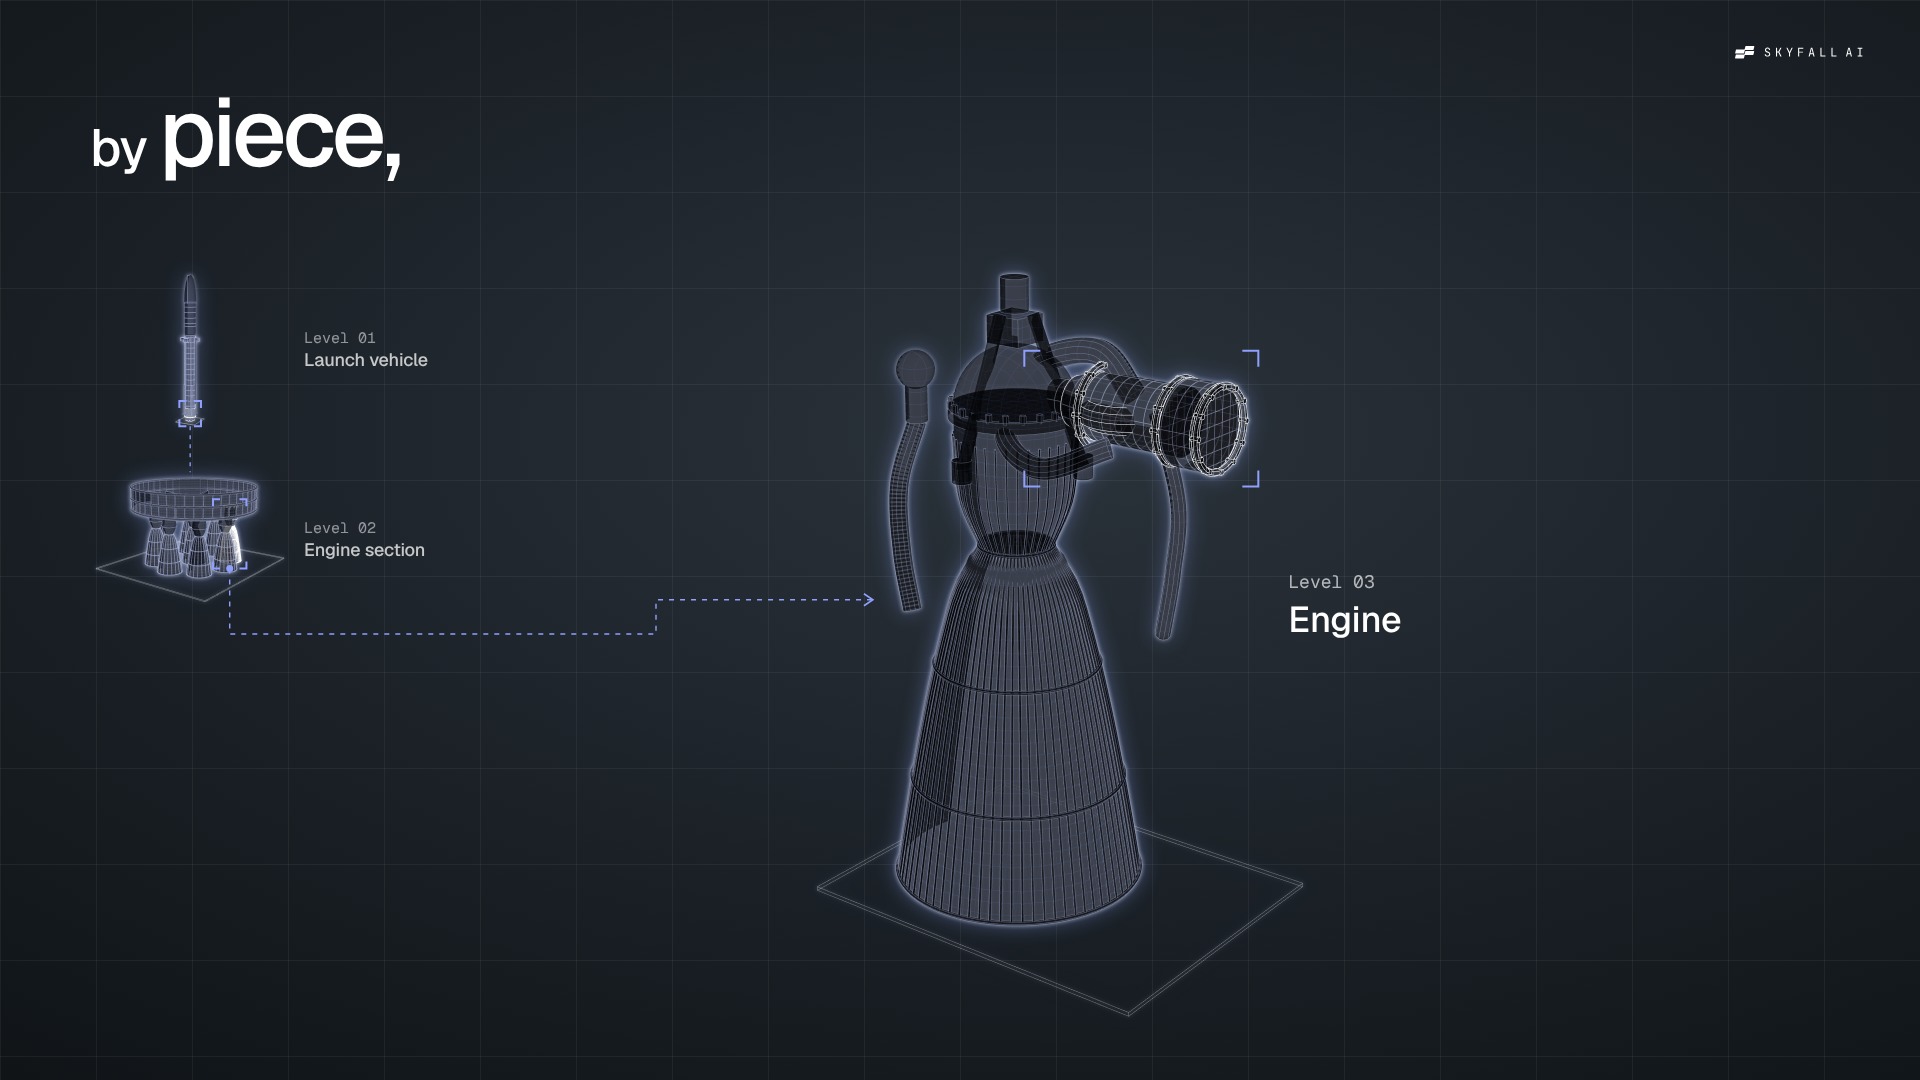 SKYFALL AI
by piece,
Level 01
Launch vehicle
Level 02
Engine section
Level 03
Engine